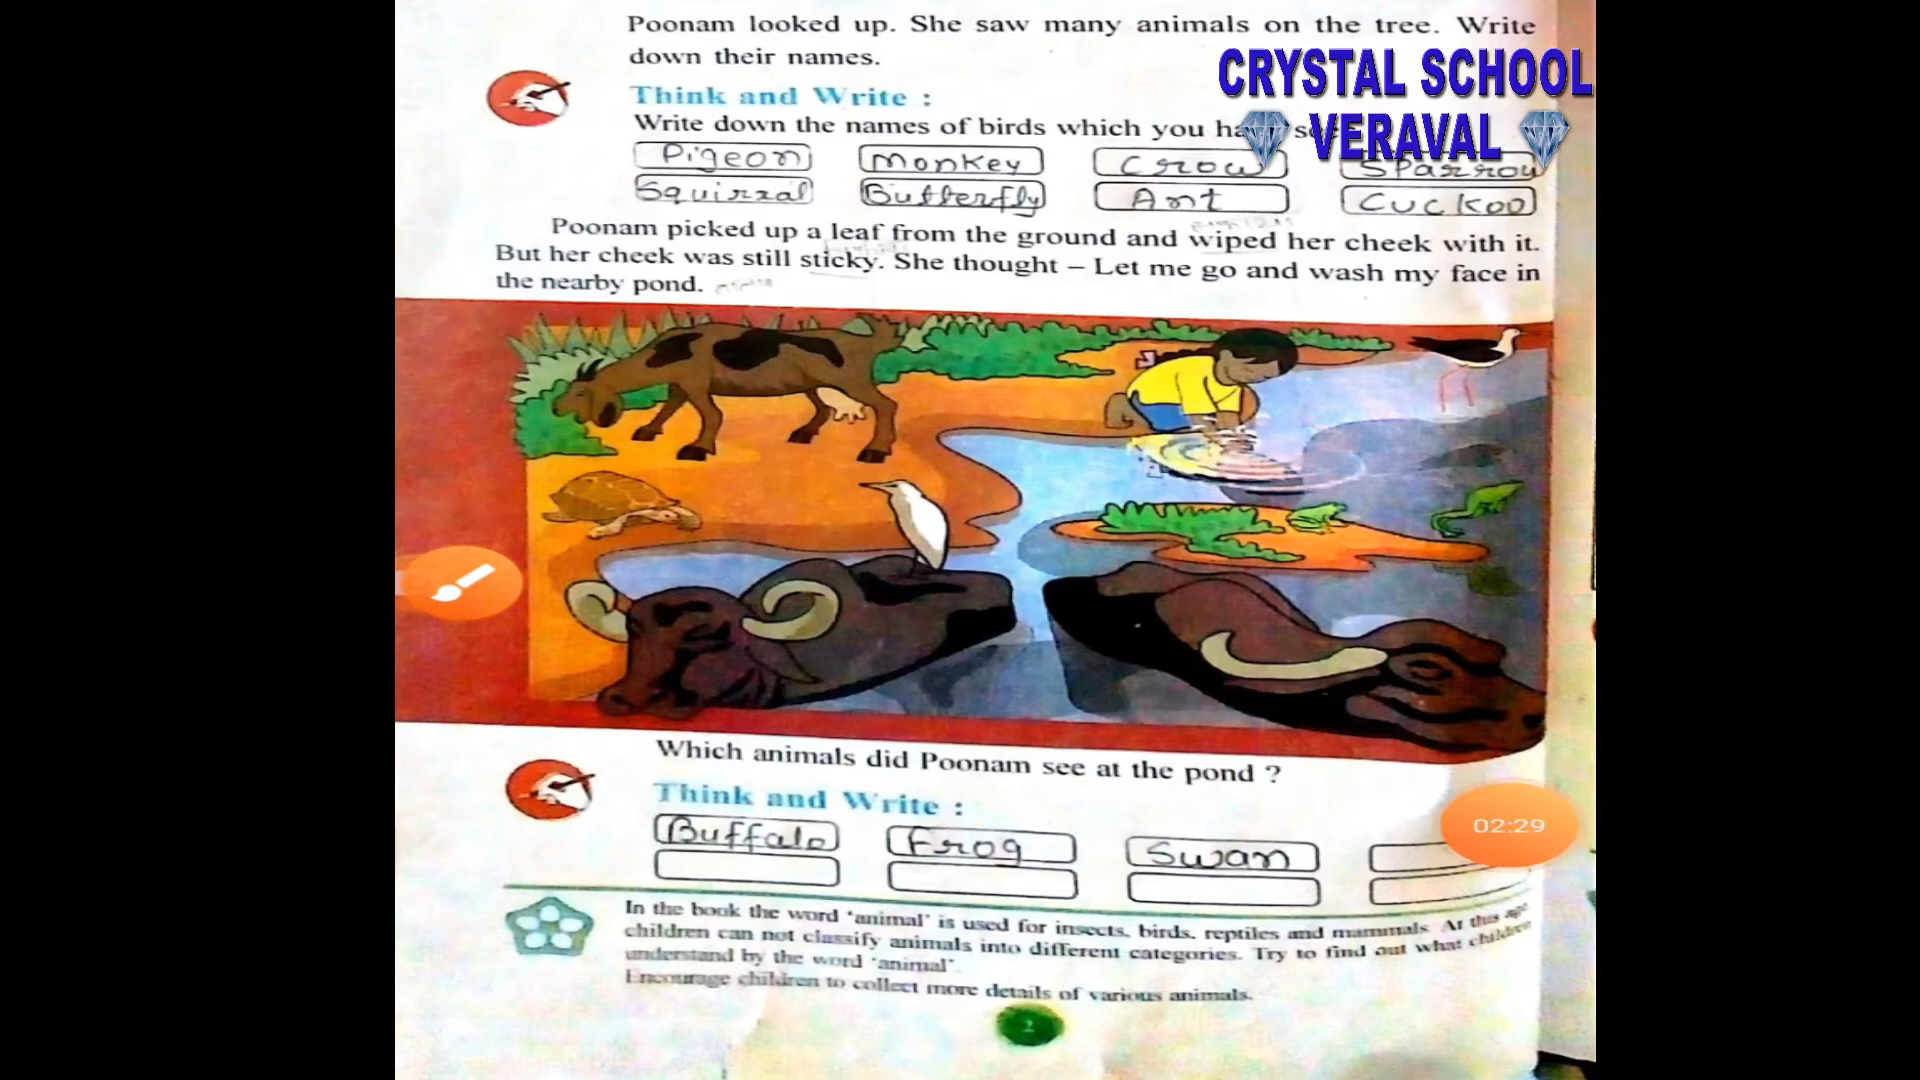 Poonam looked up. She saw many animals on the tree. Write
down their names.
CRYSTAL SCHOOL
VERAVAL
Think and Write :
Write down the names of birds which you
Pigeon Monkey Crow Sparrow
Squirral Butterfly Ant Cuckoo
Poonam picked up a leaf from the ground and wiped her cheek with it.
But her cheek was still sticky. She thought – Let me go and wash my face in
the nearby pond.
Which animals did Poonam see at the pond ?
Think and Write :
02:29
Buffalo Frog Swan
In the book the word 'animal' is used for insects, birds, reptiles and mammals. At this age
children can not classify animals into different categories. Try to find out what children
understand by the word 'animal'.
Encourage children to collect more details of various animals.
2